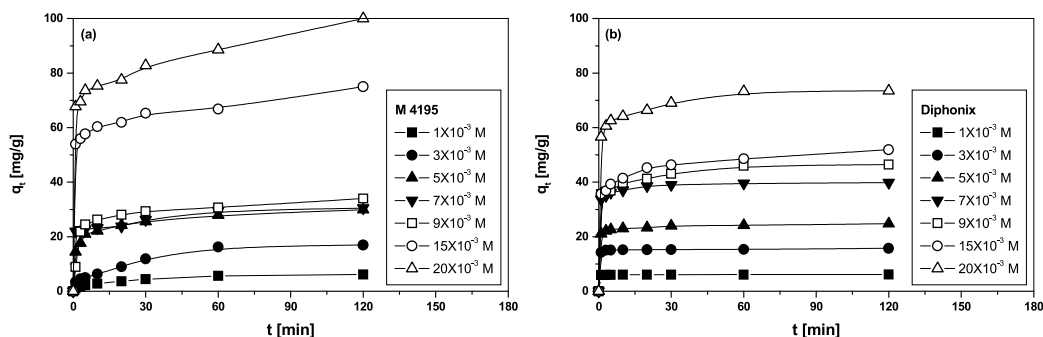 (a)
100
80
60
40
20
0
qt [mg/g]
0 30 60 90 120 150 180
t [min]
M 4195
1X10-3 M
3X10-3 M
5X10-3 M
7X10-3 M
9X10-3 M
15X10-3 M
20X10-3 M
(b)
100
80
60
40
20
0
qt [mg/g]
0 30 60 90 120 150 180
t [min]
Diphonix
1X10-3 M
3X10-3 M
5X10-3 M
7X10-3 M
9X10-3 M
15X10-3 M
20X10-3 M